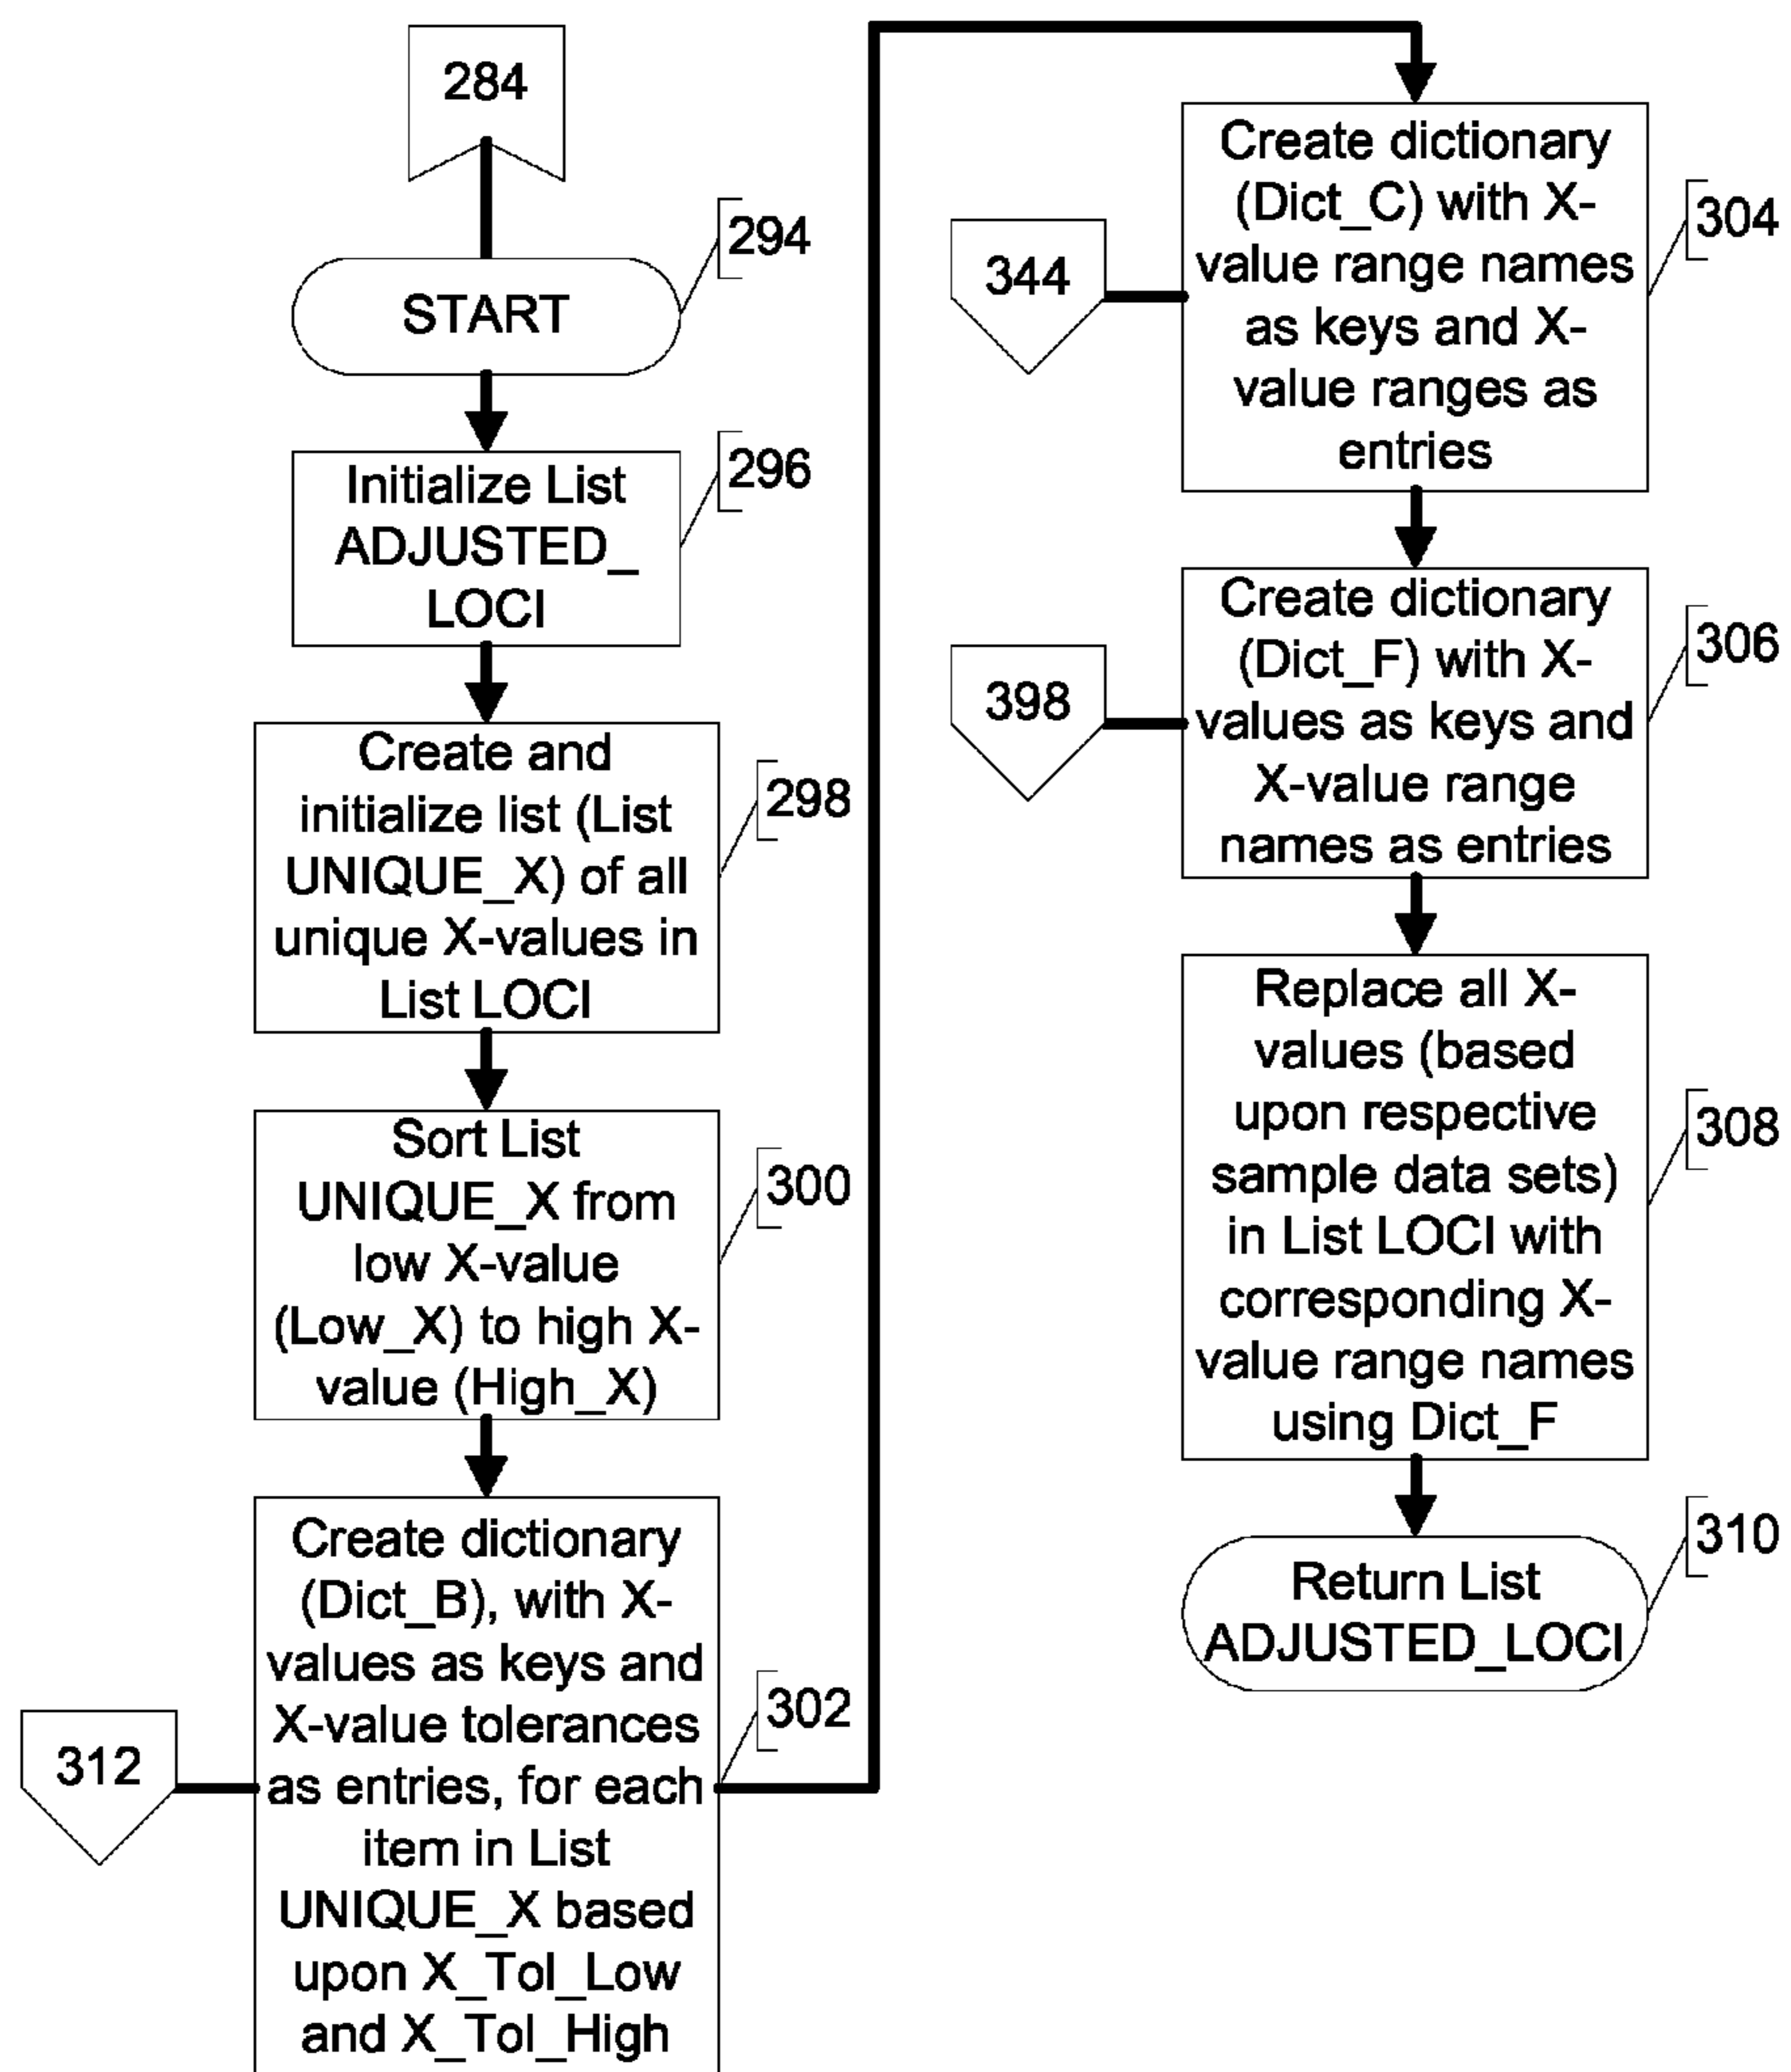 284
START
294
Initialize List
ADJUSTED_
LOCI
296
Create and
initialize list (List
UNIQUE_X) of all
unique X-values in
List LOCI
298
Sort List
UNIQUE_X from
low X-value
(Low_X) to high X-
value (High_X)
300
312
Create dictionary
(Dict_B), with X-
values as keys and
X-value tolerances
as entries, for each
item in List
UNIQUE_X based
upon X_Tol_Low
and X_Tol_High
302
344
Create dictionary
(Dict_C) with X-
value range names
as keys and X-
value ranges as
entries
304
398
Create dictionary
(Dict_F) with X-
values as keys and
X-value range
names as entries
306
Replace all X-
values (based
upon respective
sample data sets)
in List LOCI with
corresponding X-
value range names
using Dict_F
308
Return List
ADJUSTED_LOCI
310